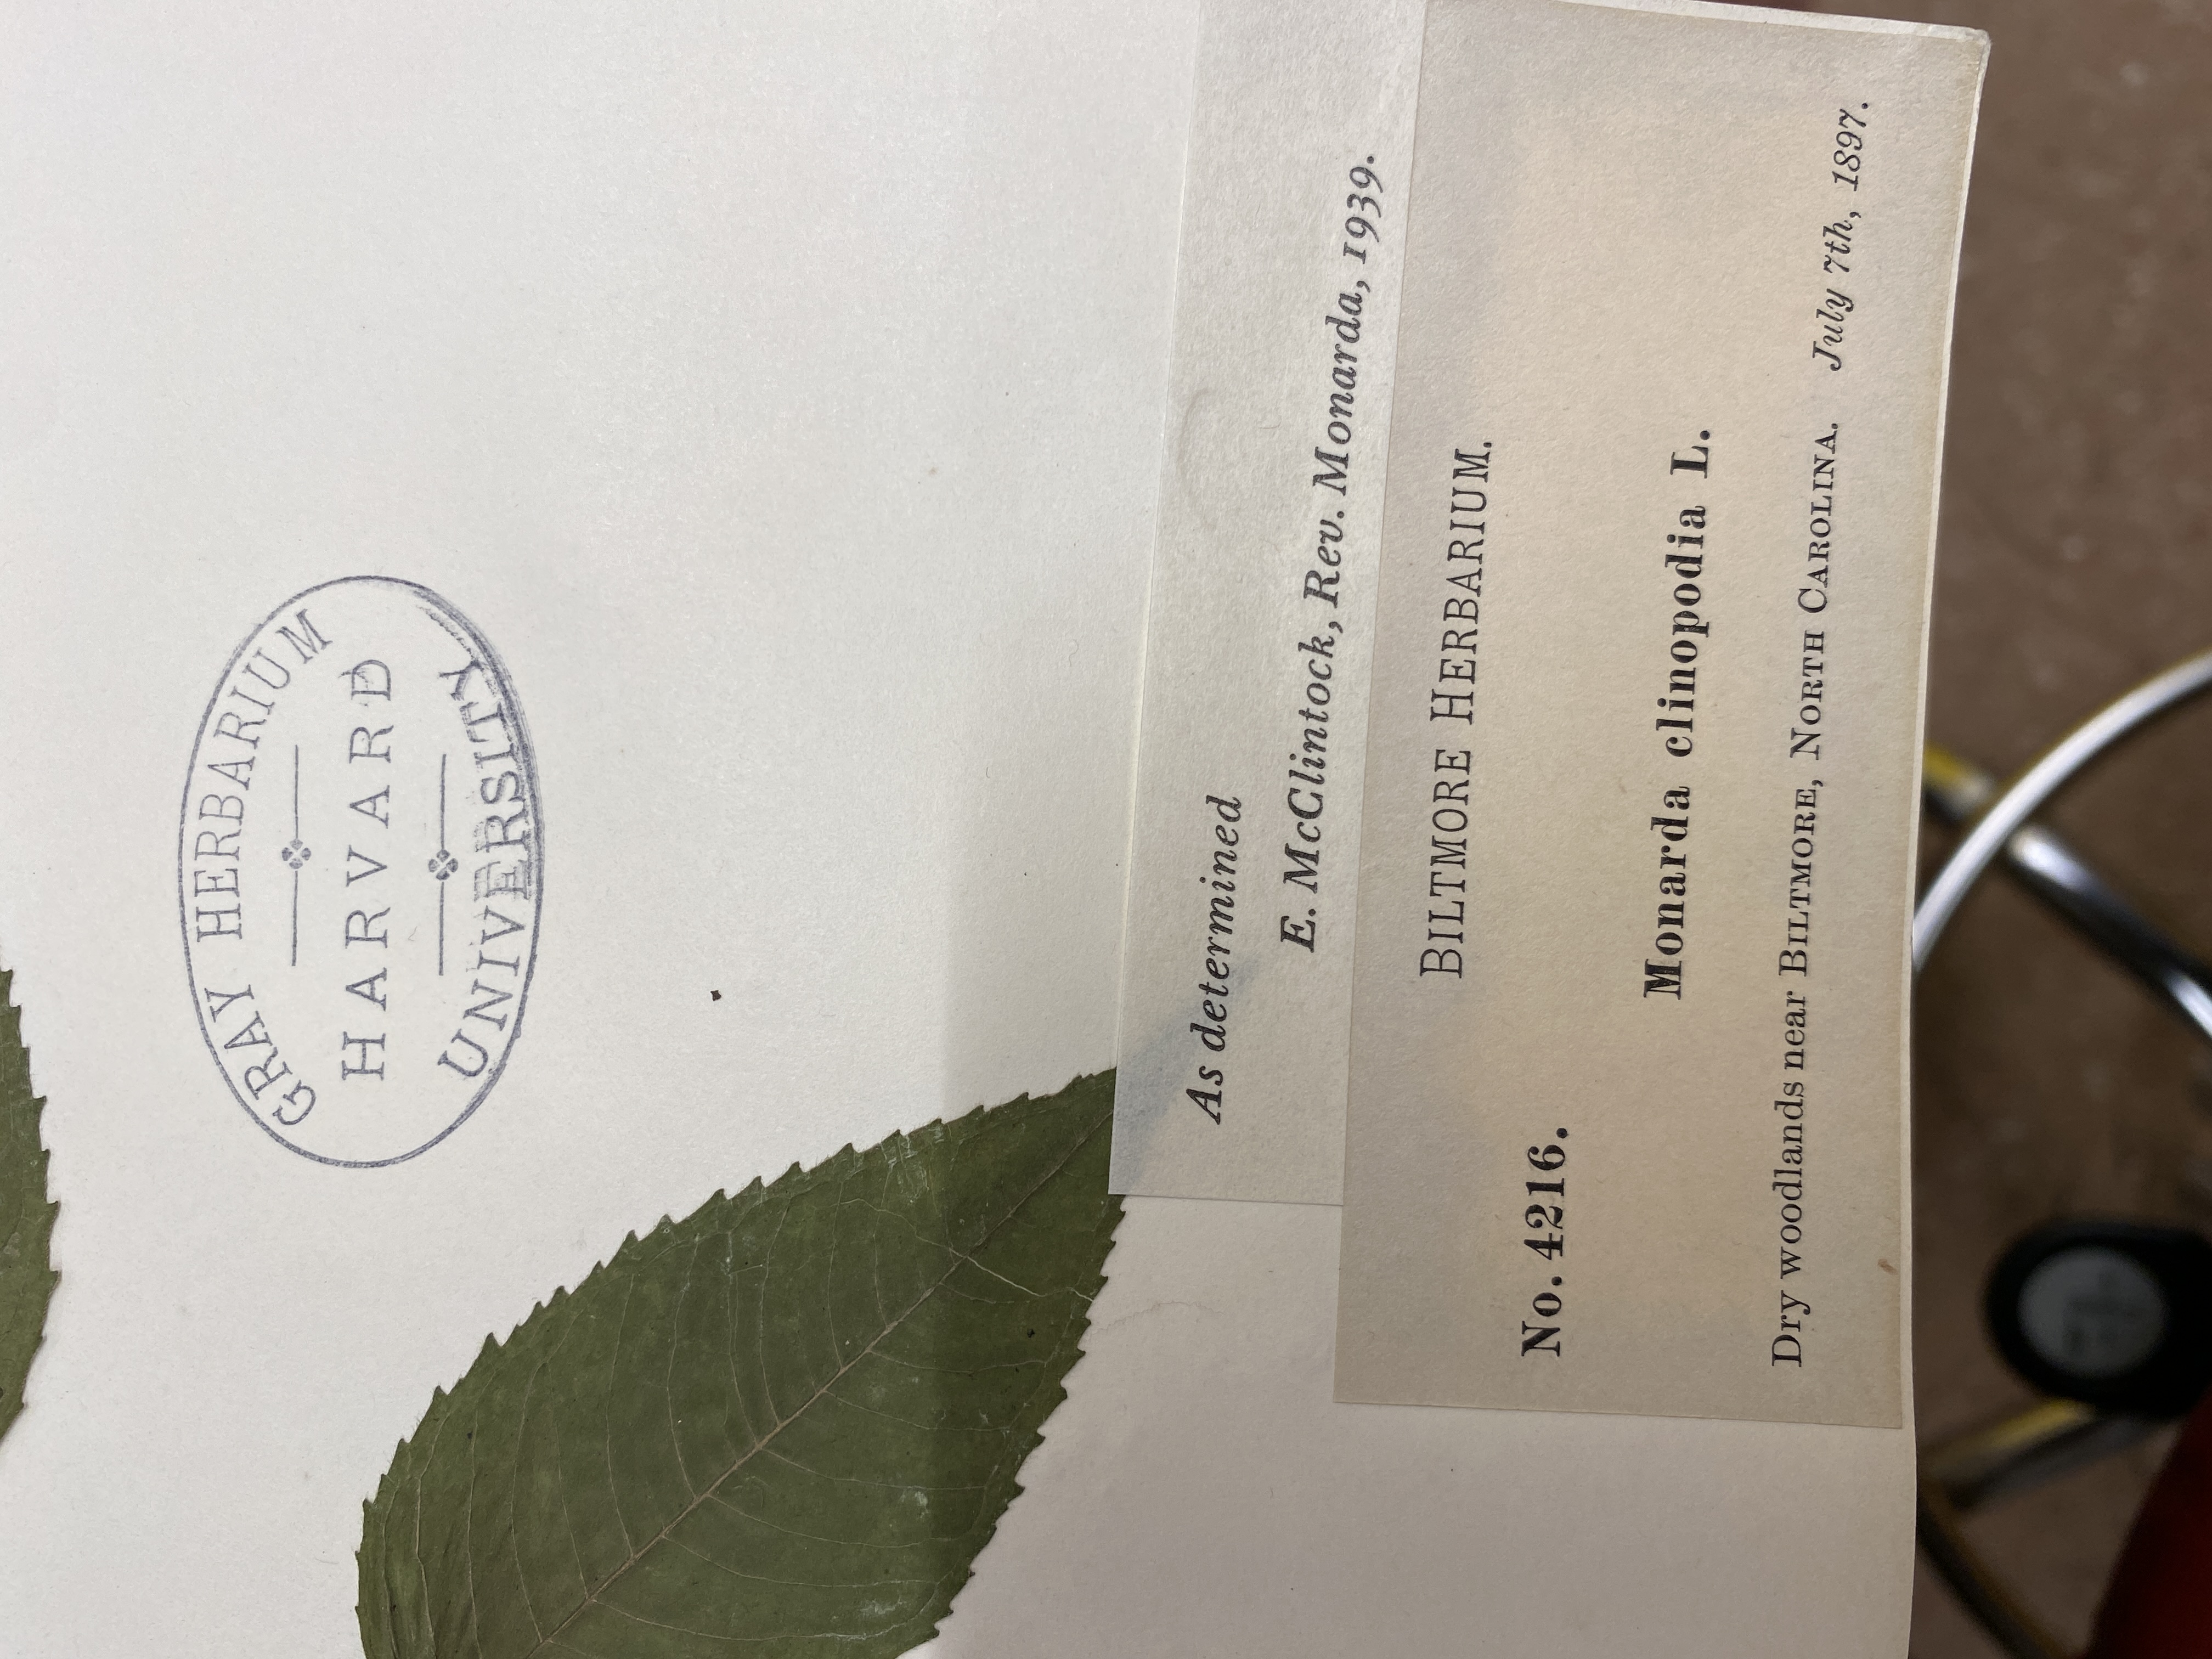 GRAY HERBARIUM
HARVARD
UNIVERSITY
As determined
E. McClintock, Rev. Monarda, 1939.
BILTMORE HERBARIUM.
No. 4216.
Monarda clinopodia L.
Dry woodlands near BILTMORE, NORTH CAROLINA. July 7th, 1897.